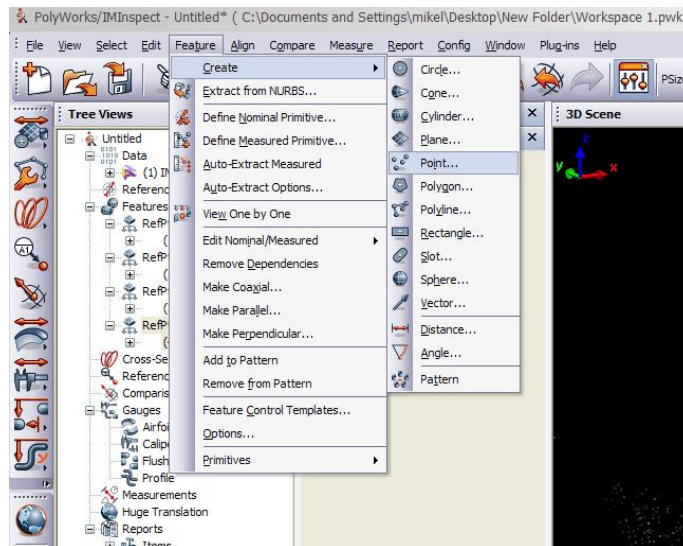 PolyWorks/IMInspect - Untitled* ( C:\Documents and Settings\mikel\Desktop\New Folder\Workspace 1.pwk
File View Select Edit Feature Align Compare Measure Report Config Window Plug-ins Help
PSize
Tree Views
3D Scene
Untitled
Data
(1) IM
Referenc
Features
RefP
(
RefP
(
RefP
(
RefP
(
Cross-Se
Referenc
Comparis
Gauges
Airfoi
Calipe
Flush
Profile
Measurements
Huge Translation
Reports
Items
Create
Extract from NURBS...
Define Nominal Primitive...
Define Measured Primitive...
Auto-Extract Measured
Auto-Extract Options...
View One by One
Edit Nominal/Measured
Remove Dependencies
Make Coaxial...
Make Parallel...
Make Perpendicular...
Add to Pattern
Remove from Pattern
Feature Control Templates...
Options...
Primitives
Circle...
Cone...
Cylinder...
Plane...
Point...
Polygon...
Polyline...
Rectangle...
Slot...
Sphere...
Vector...
Distance...
Angle...
Pattern
z
y x
A1